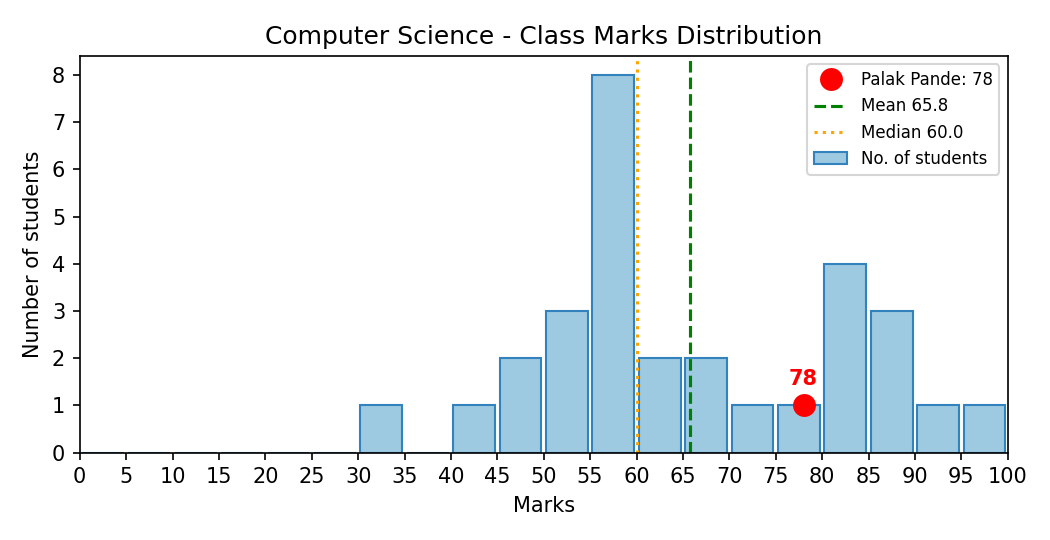 Computer Science - Class Marks Distribution
Number of students
8
7
6
5
4
3
2
1
0
Palak Pande: 78
Mean 65.8
Median 60.0
No. of students
78
0 5 10 15 20 25 30 35 40 45 50 55 60 65 70 75 80 85 90 95 100
Marks